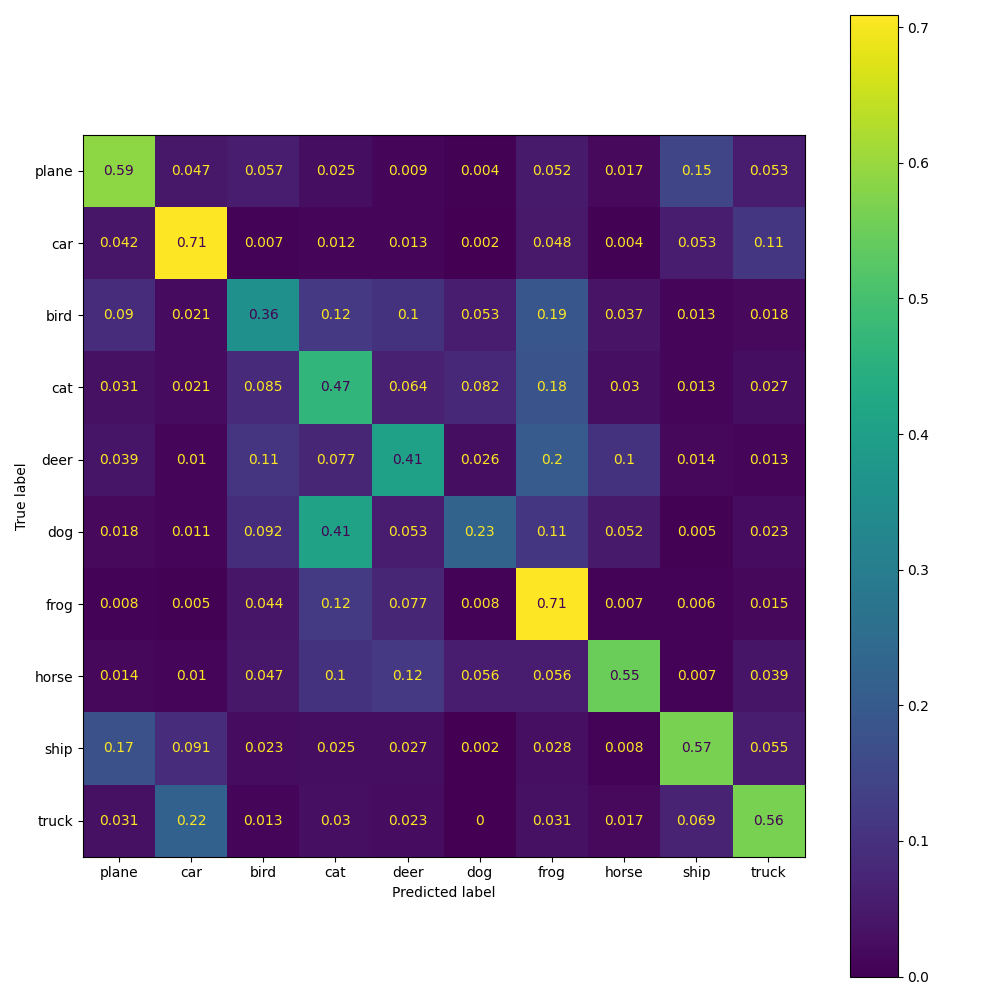 0.7
plane 0.59 0.047 0.057 0.025 0.009 0.004 0.052 0.017 0.15 0.053
0.6
car 0.042 0.71 0.007 0.012 0.013 0.002 0.048 0.004 0.053 0.11
0.5
bird 0.09 0.021 0.36 0.12 0.1 0.053 0.19 0.037 0.013 0.018
cat 0.031 0.021 0.085 0.47 0.064 0.082 0.18 0.03 0.013 0.027
0.4
deer 0.039 0.01 0.11 0.077 0.41 0.026 0.2 0.1 0.014 0.013
True label
dog 0.018 0.011 0.092 0.41 0.053 0.23 0.11 0.052 0.005 0.023
0.3
frog 0.008 0.005 0.044 0.12 0.077 0.008 0.71 0.007 0.006 0.015
horse 0.014 0.01 0.047 0.1 0.12 0.056 0.056 0.55 0.007 0.039
0.2
ship 0.17 0.091 0.023 0.025 0.027 0.002 0.028 0.008 0.57 0.055
truck 0.031 0.22 0.013 0.03 0.023 0 0.031 0.017 0.069 0.56
0.1
plane car bird cat deer dog frog horse ship truck
Predicted label
0.0